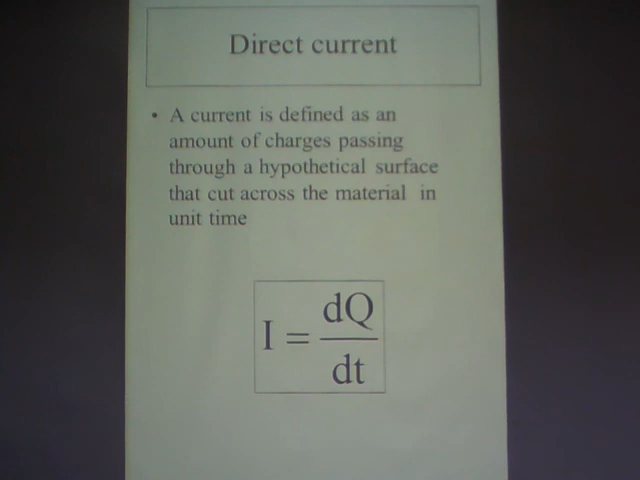 Direct current
• A current is defined as an
amount of charges passing
through a hypothetical surface
that cut across the material in
unit time
I = dQ/dt